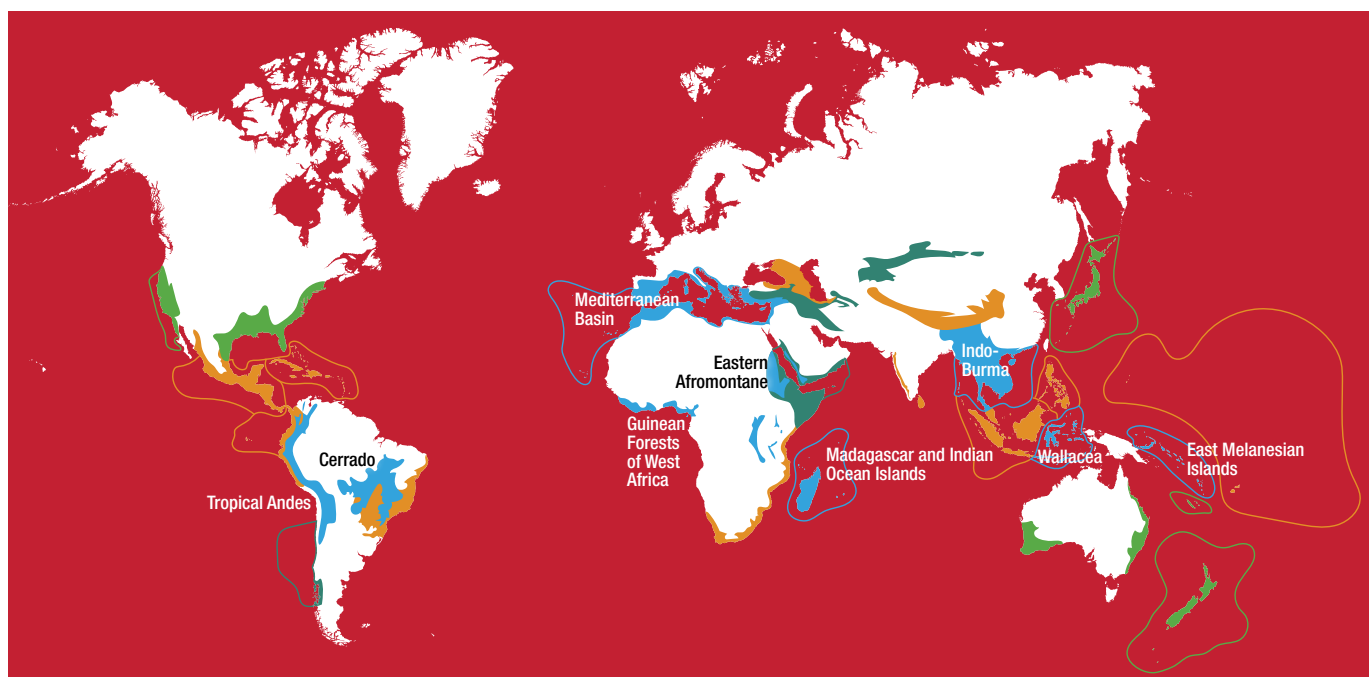 Mediterranean
Basin
Eastern
Afromontane
Indo-
Burma
Guinean
Forests
of West
Africa
Cerrado
Tropical Andes
Madagascar and Indian
Ocean Islands
Wallacea
East Melanesian
Islands